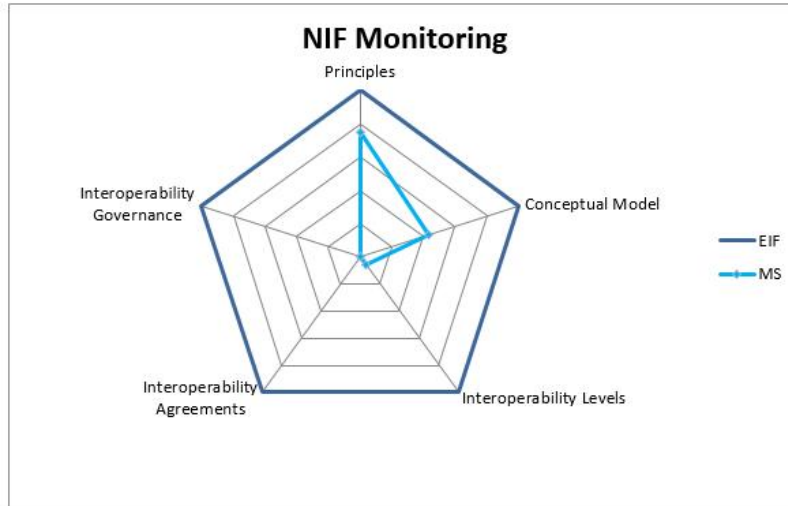 NIF Monitoring
Principles
Interoperability
Governance
Conceptual Model
EIF
MS
Interoperability
Agreements
Interoperability Levels